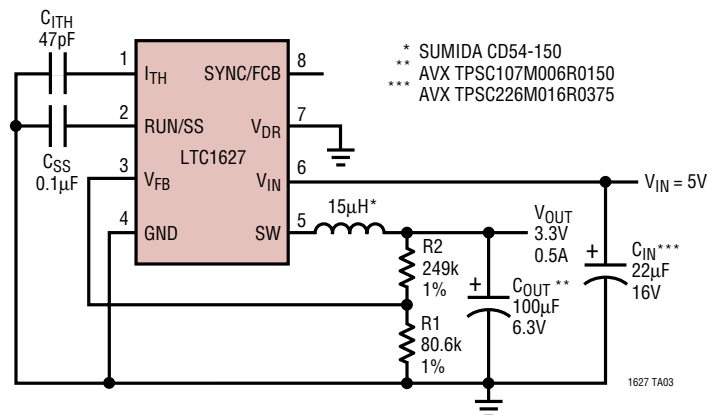 C_ITH
47pF
1
I_TH
SYNC/FCB
8
* SUMIDA CD54-150
** AVX TPSC107M006R0150
*** AVX TPSC226M016R0375
2
RUN/SS
V_DR
7
C_SS
0.1µF
LTC1627
3
V_FB
V_IN
6
V_IN = 5V
4
GND
SW
5
15µH*
V_OUT
3.3V
0.5A
R2
249k
1%
+
C_OUT**
100µF
6.3V
+
C_IN***
22µF
16V
R1
80.6k
1%
1627 TA03